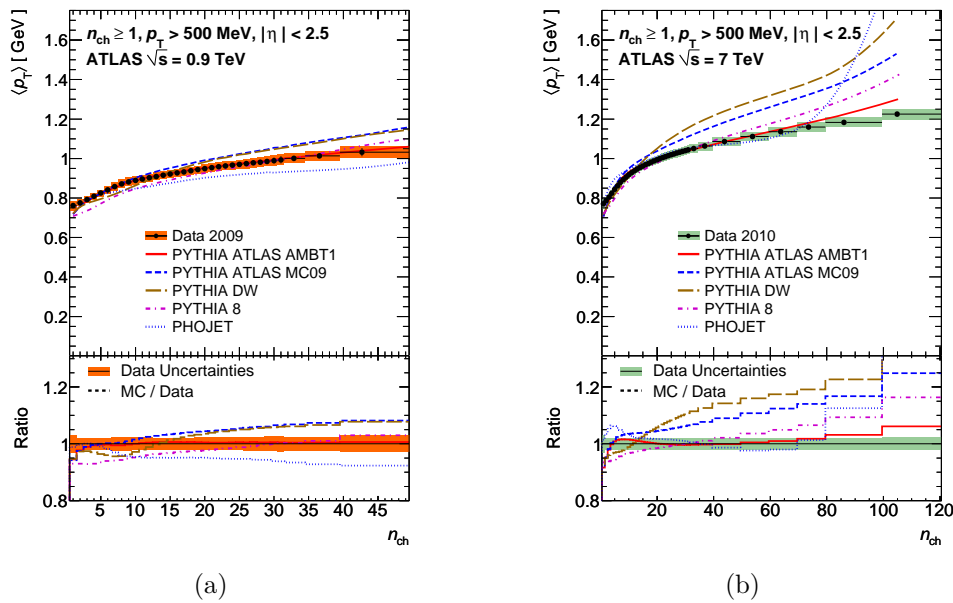 ⟨p_T⟩ [ GeV]
1.6
1.4
1.2
1
0.8
0.6
0.4
0.2
n_ch ≥ 1, p_T > 500 MeV, |η| < 2.5
ATLAS √s = 0.9 TeV
Data 2009
PYTHIA ATLAS AMBT1
PYTHIA ATLAS MC09
PYTHIA DW
PYTHIA 8
PHOJET
Ratio
1.2
1
0.8
Data Uncertainties
MC / Data
5 10 15 20 25 30 35 40 45
n_ch
(a)
⟨p_T⟩ [ GeV]
1.6
1.4
1.2
1
0.8
0.6
0.4
0.2
n_ch ≥ 1, p_T > 500 MeV, |η| < 2.5
ATLAS √s = 7 TeV
Data 2010
PYTHIA ATLAS AMBT1
PYTHIA ATLAS MC09
PYTHIA DW
PYTHIA 8
PHOJET
Ratio
1.2
1
0.8
Data Uncertainties
MC / Data
20 40 60 80 100 120
n_ch
(b)